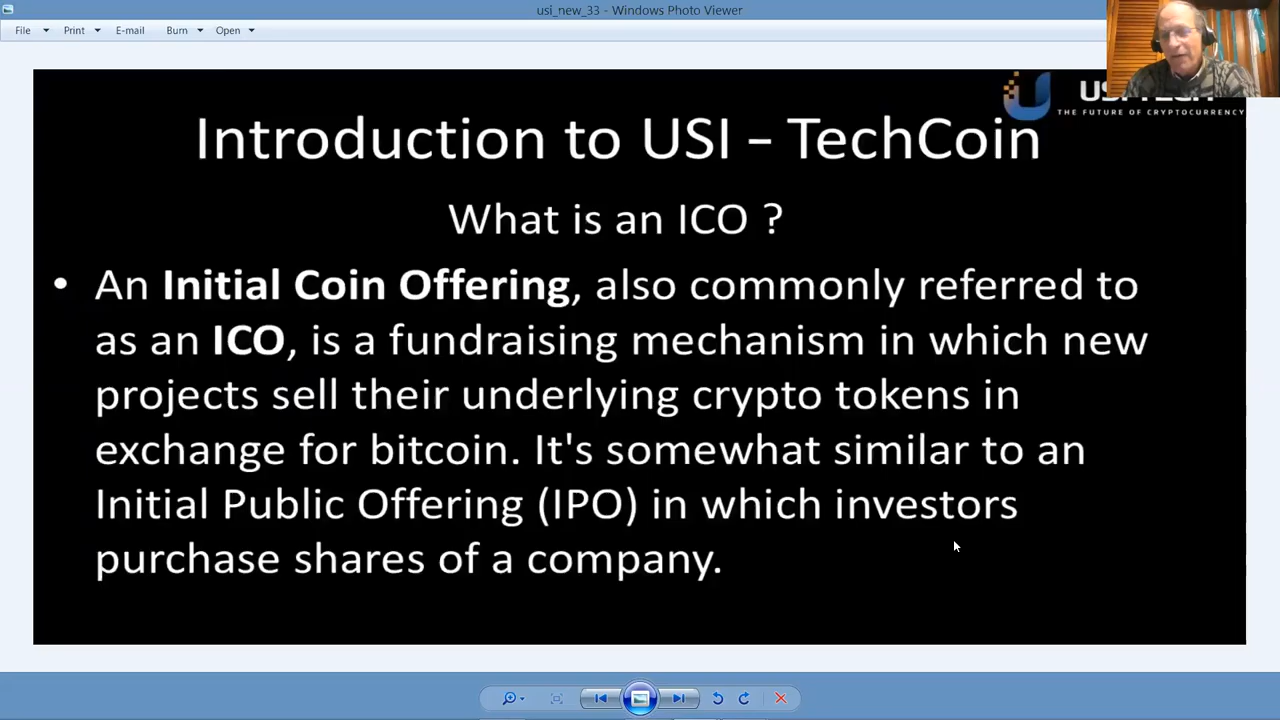 usi_new_33 - Windows Photo Viewer
File Print E-mail Burn Open
THE FUTURE OF CRYPTOCURRENCY
Introduction to USI – TechCoin
What is an ICO ?
• An Initial Coin Offering, also commonly referred to
as an ICO, is a fundraising mechanism in which new
projects sell their underlying crypto tokens in
exchange for bitcoin. It's somewhat similar to an
Initial Public Offering (IPO) in which investors
purchase shares of a company.